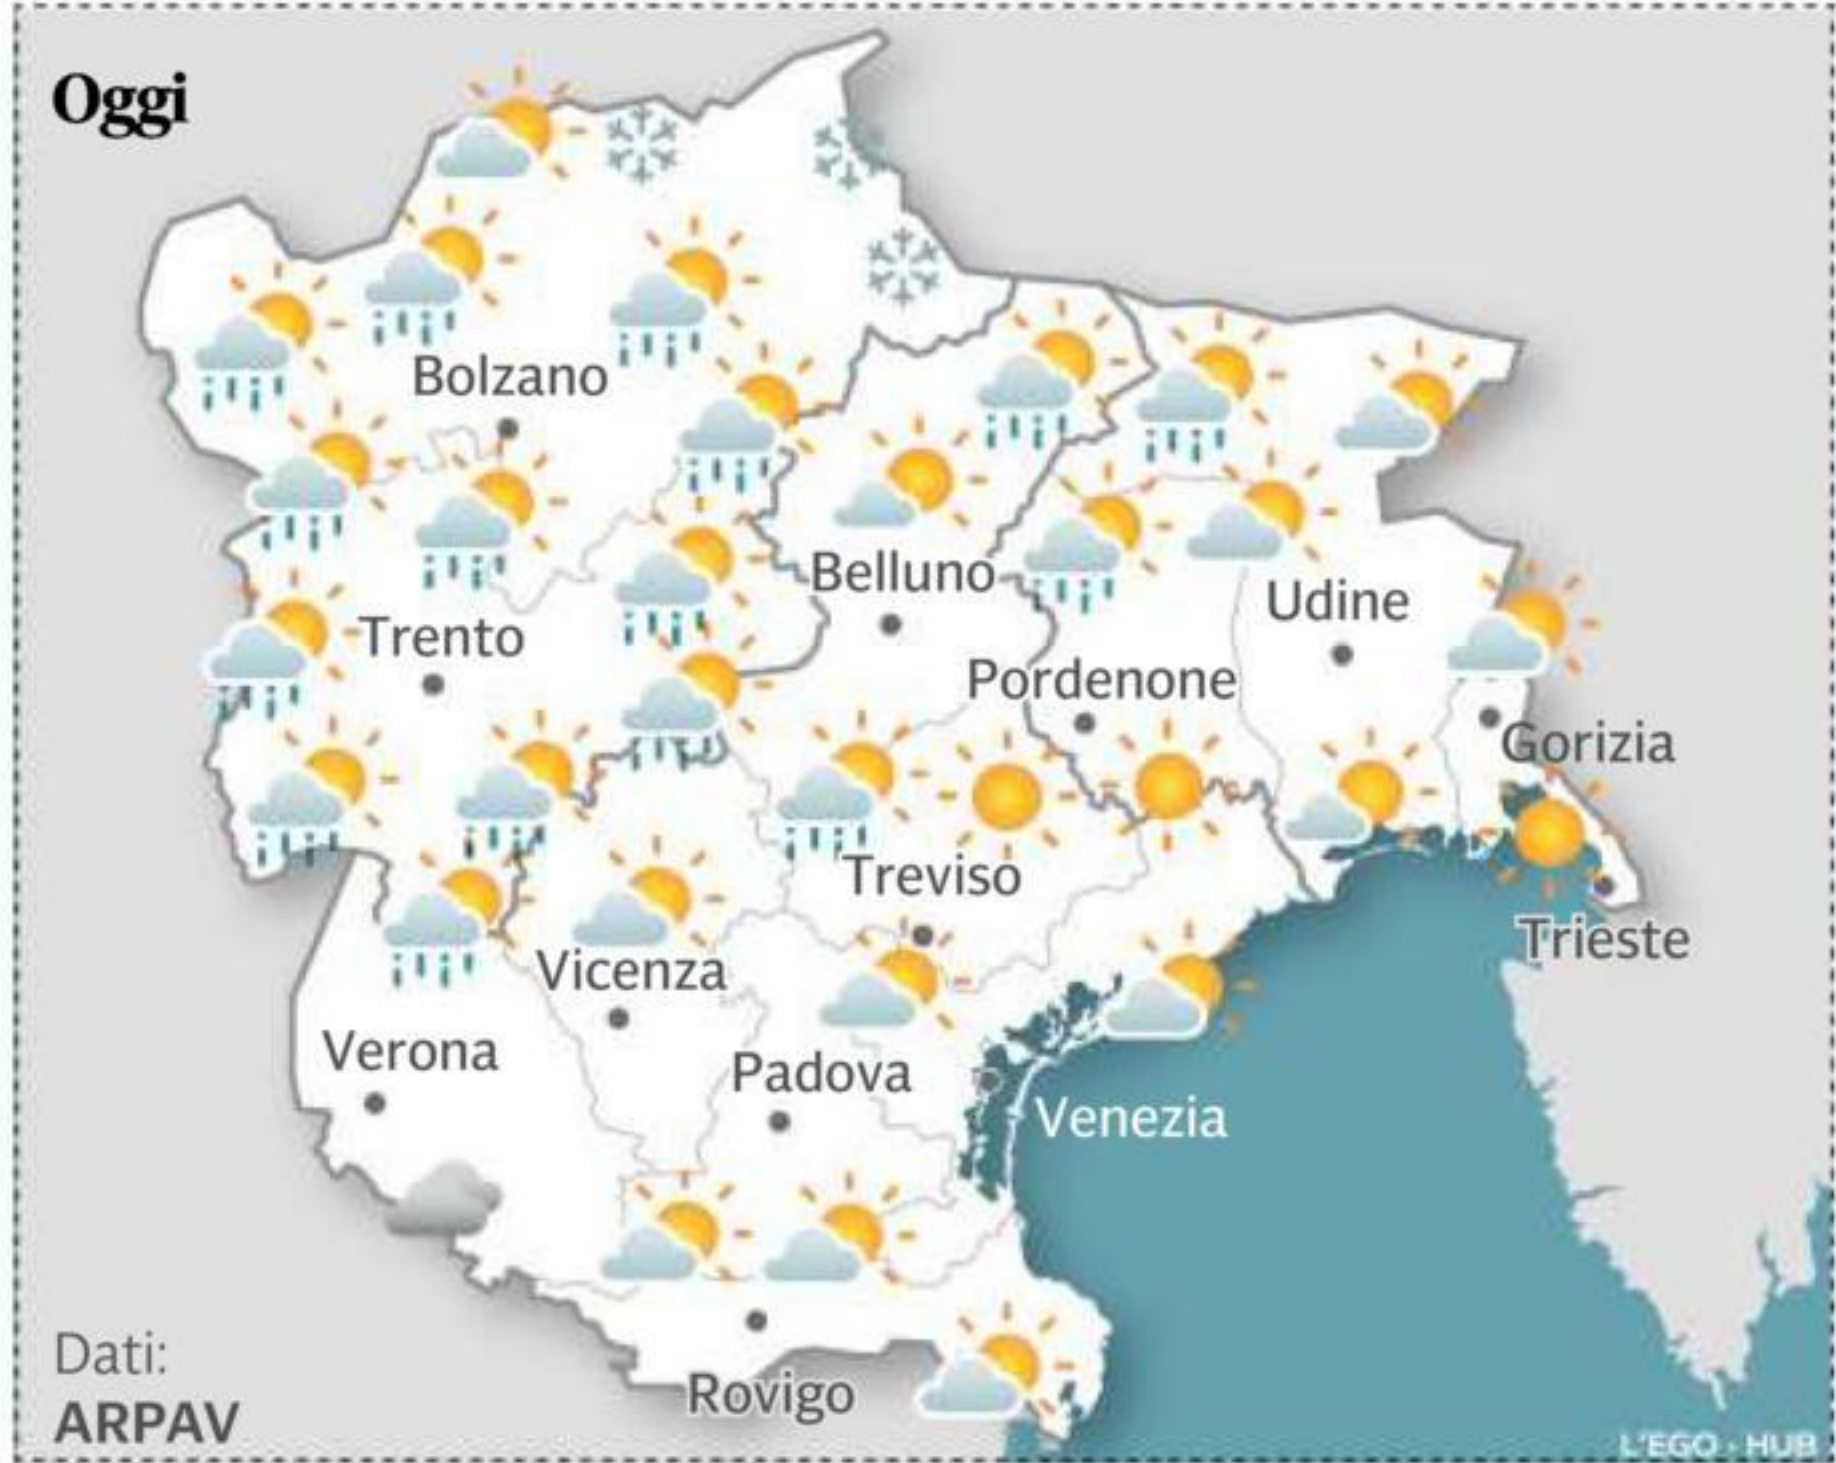 Oggi
Bolzano
Belluno
Udine
Trento
Pordenone
Gorizia
Treviso
Trieste
Vicenza
Verona
Padova
Venezia
Dati:
ARPAV
Rovigo
L'EGO - HUB